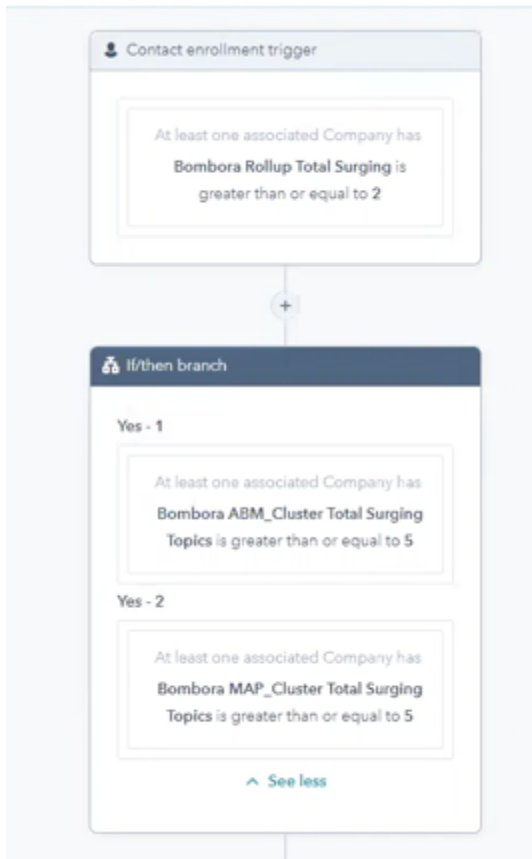 Contact enrollment trigger
At least one associated Company has
Bombora Rollup Total Surging is
greater than or equal to 2
+
If/then branch
Yes - 1
At least one associated Company has
Bombora ABM_Cluster Total Surging
Topics is greater than or equal to 5
Yes - 2
At least one associated Company has
Bombora MAP_Cluster Total Surging
Topics is greater than or equal to 5
See less